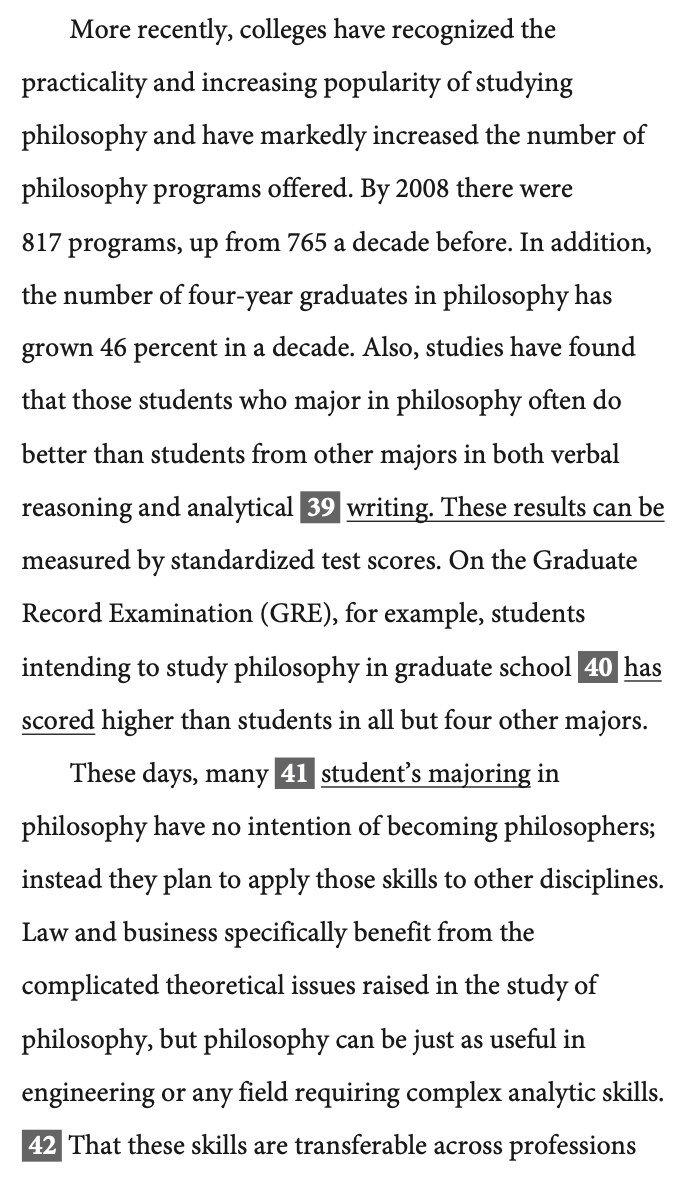 More recently, colleges have recognized the
practicality and increasing popularity of studying
philosophy and have markedly increased the number of
philosophy programs offered. By 2008 there were
817 programs, up from 765 a decade before. In addition,
the number of four-year graduates in philosophy has
grown 46 percent in a decade. Also, studies have found
that those students who major in philosophy often do
better than students from other majors in both verbal
reasoning and analytical 39 writing. These results can be
measured by standardized test scores. On the Graduate
Record Examination (GRE), for example, students
intending to study philosophy in graduate school 40 has
scored higher than students in all but four other majors.
These days, many 41 student’s majoring in
philosophy have no intention of becoming philosophers;
instead they plan to apply those skills to other disciplines.
Law and business specifically benefit from the
complicated theoretical issues raised in the study of
philosophy, but philosophy can be just as useful in
engineering or any field requiring complex analytic skills.
42 That these skills are transferable across professions